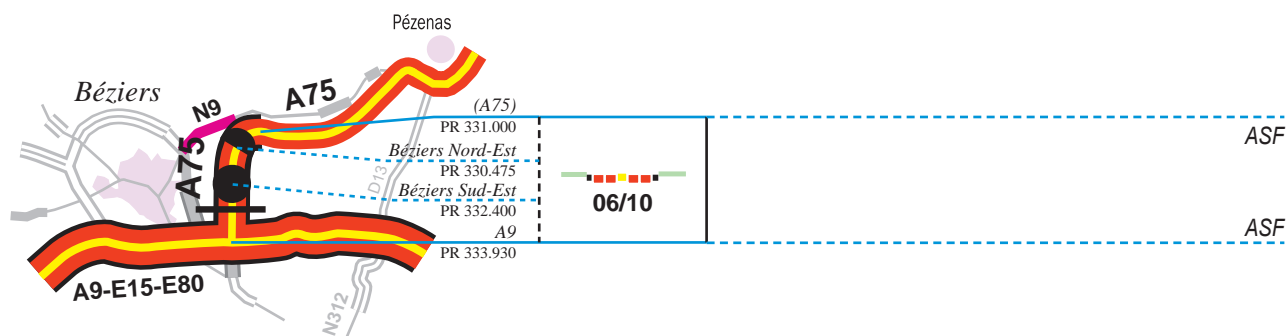 Pézenas
Béziers
N9
A75
A75
(A75)
PR 331.000
Béziers Nord-Est
PR 330.475
Béziers Sud-Est
PR 332.400
A9
PR 333.930
D13
06/10
ASF
ASF
A9-E15-E80
N312